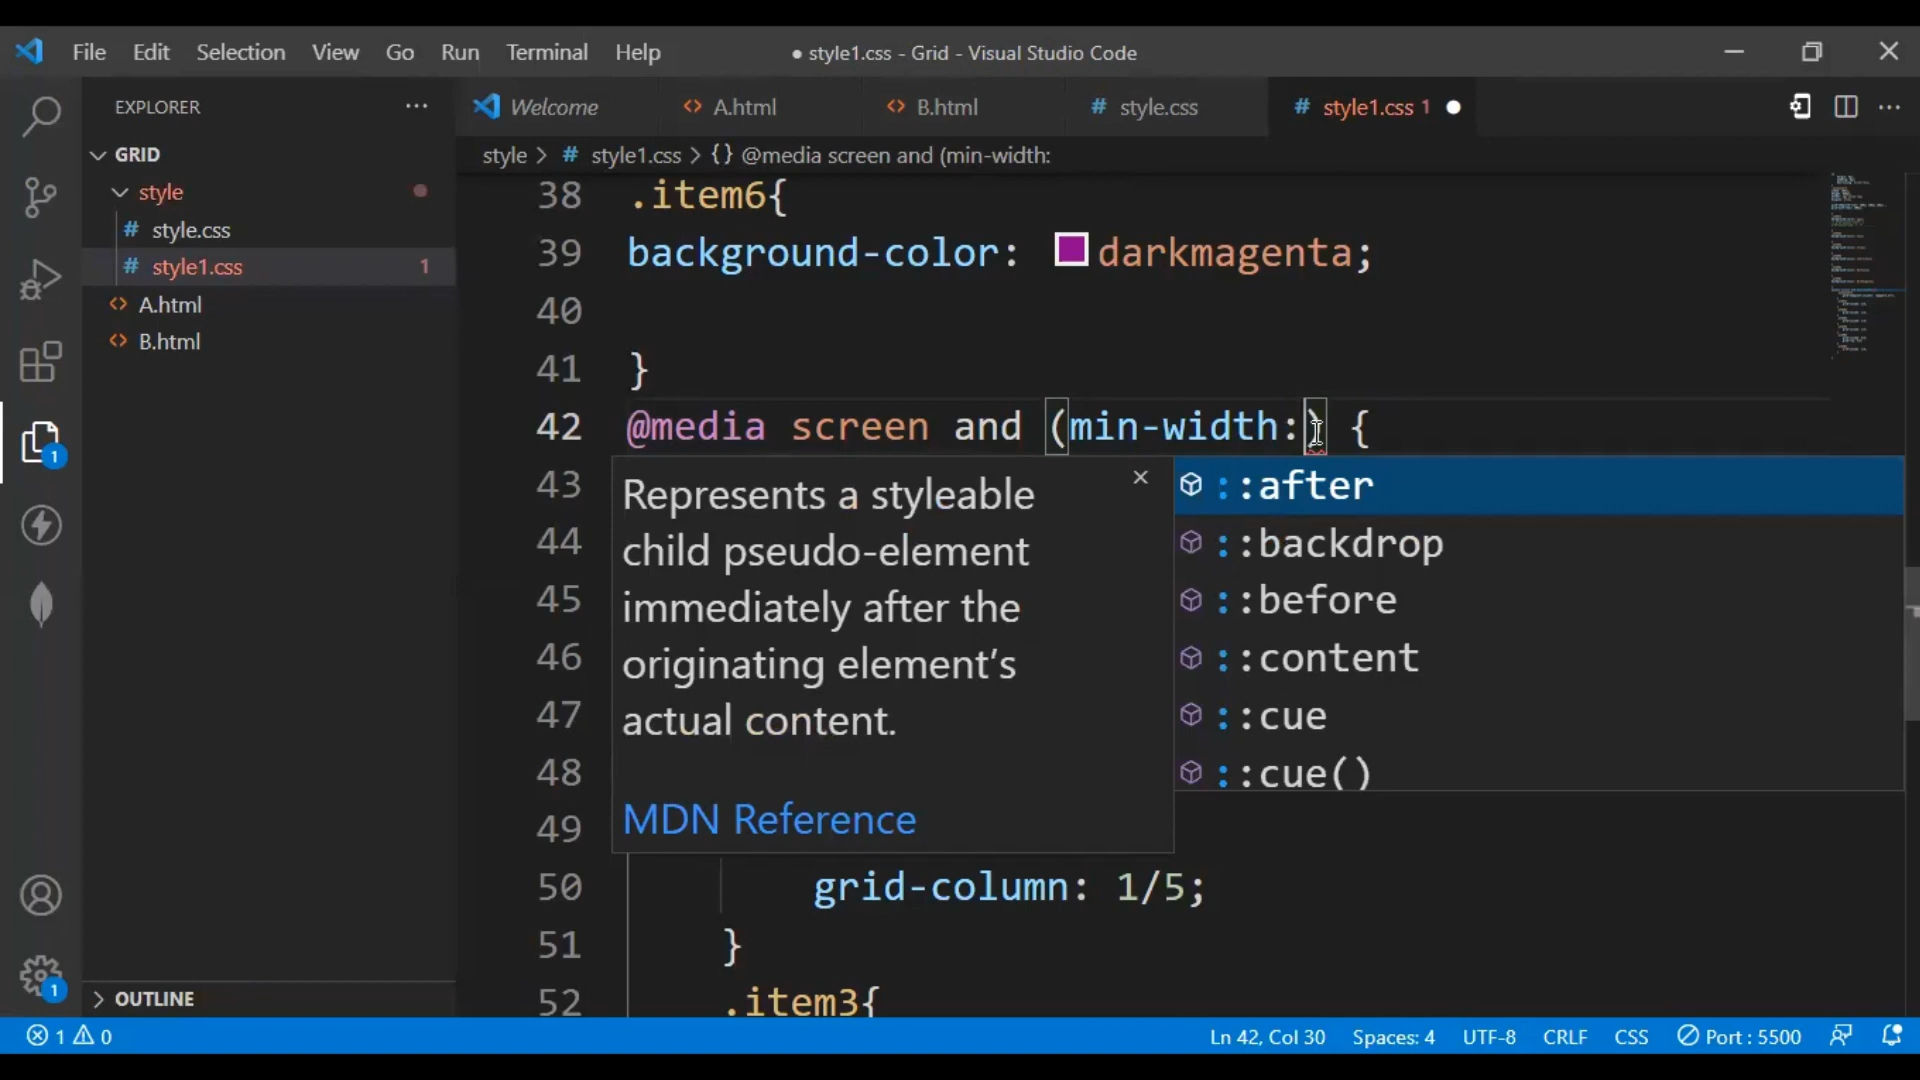 File Edit Selection View Go Run Terminal Help
● style1.css - Grid - Visual Studio Code
EXPLORER
Welcome
A.html
B.html
# style.css
# style1.css 1
style > # style1.css > {} @media screen and (min-width:
GRID
style
# style.css
# style1.css 1
A.html
B.html
OUTLINE
38 .item6{
39 background-color: darkmagenta;
40
41 }
42 @media screen and (min-width:) {
43
44
45
46
47
48
49
50 grid-column: 1/5;
51 }
52 .item3{
Represents a styleable
child pseudo-element
immediately after the
originating element's
actual content.
MDN Reference
::after
::backdrop
::before
::content
::cue
::cue()
1
1
1 0
Ln 42, Col 30 Spaces: 4 UTF-8 CRLF CSS Port : 5500